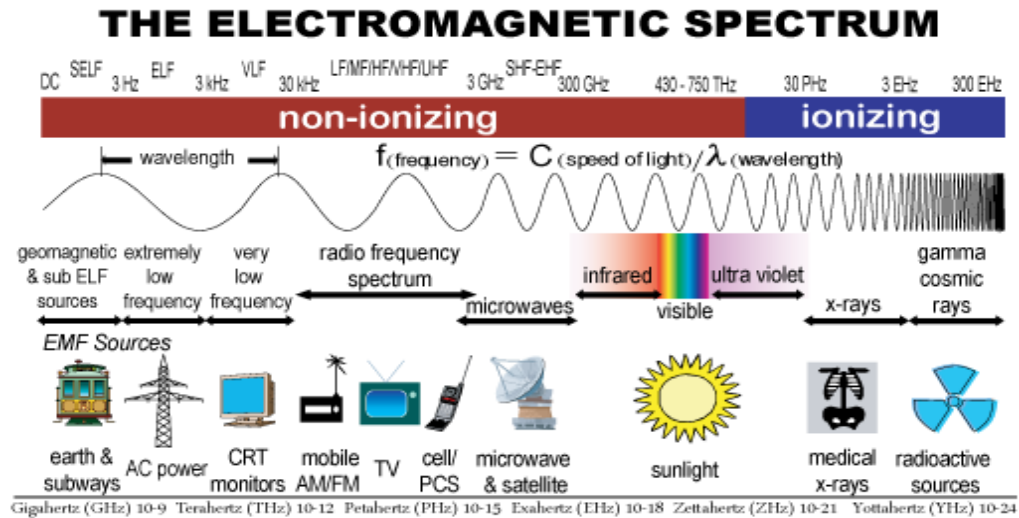 THE ELECTROMAGNETIC SPECTRUM
DC SELF 3 Hz ELF 3 kHz VLF 30 kHz LF/MF/HF/VHF/UHF 3 GHz SHF-EHF 300 GHz 430 - 750 THz 30 PHz 3 EHz 300 EHz
non-ionizing ionizing
wavelength f (frequency) = C (speed of light) / λ (wavelength)
geomagnetic & sub ELF sources
extremely low frequency
very low frequency
radio frequency spectrum
microwaves
infrared
visible
ultra violet
x-rays
gamma cosmic rays
EMF Sources
earth & subways
AC power
CRT monitors
mobile AM/FM
TV
cell/ PCS
microwave & satellite
sunlight
medical x-rays
radioactive sources
Gigahertz (GHz) 10-9 Terahertz (THz) 10-12 Petahertz (PHz) 10-15 Exahertz (EHz) 10-18 Zettahertz (ZHz) 10-21 Yottahertz (YHz) 10-24